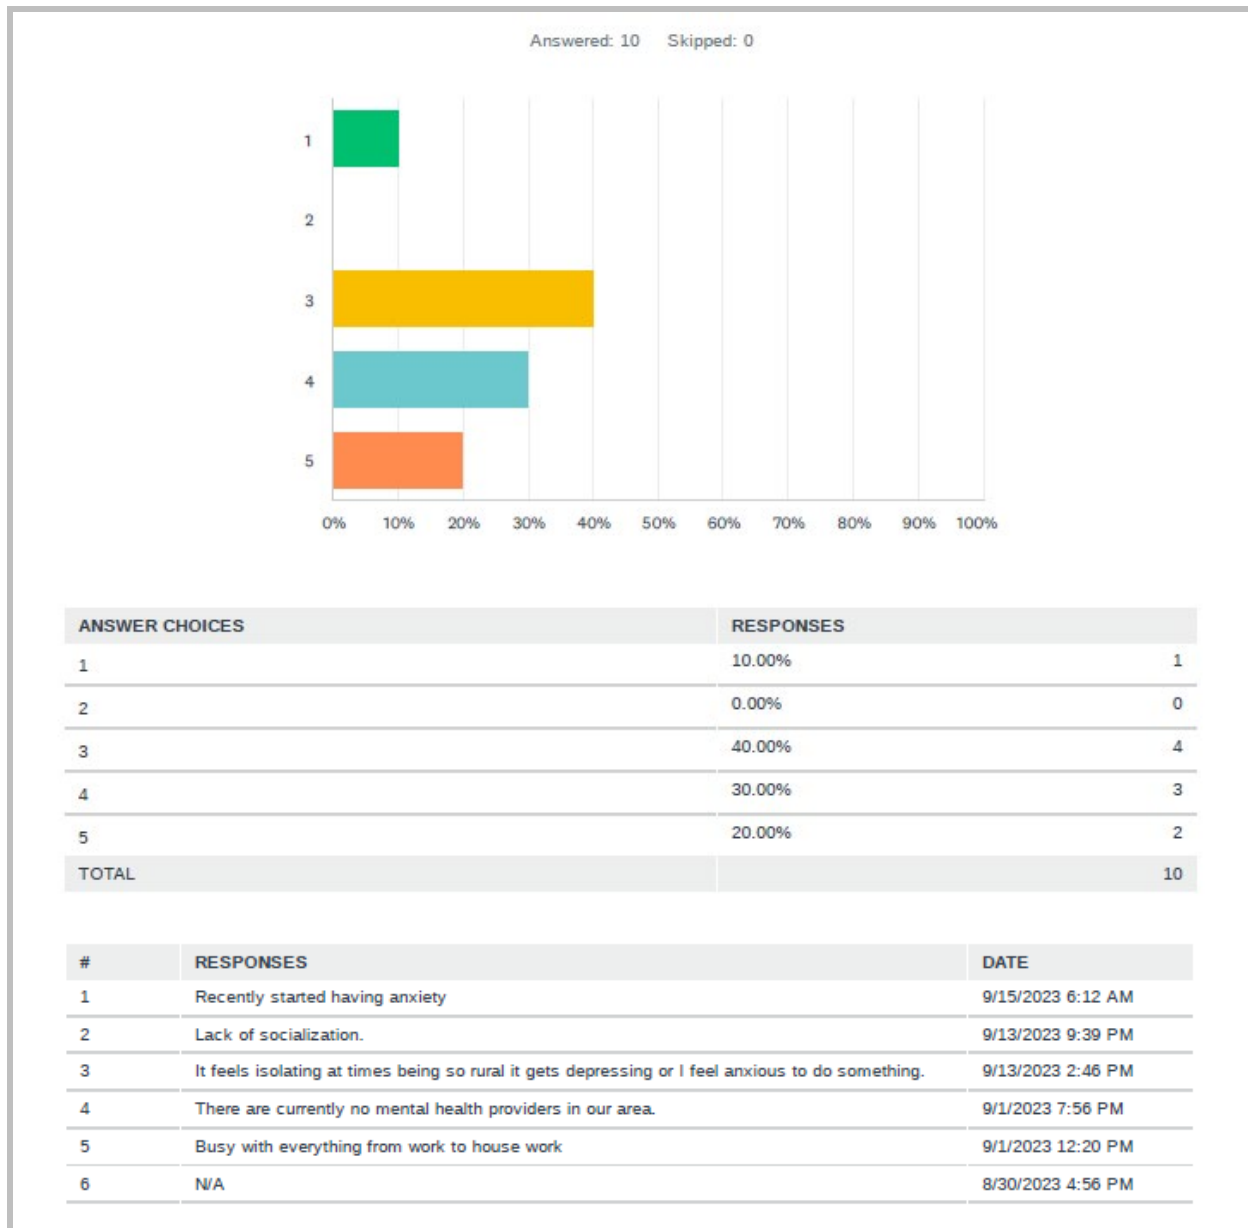 Answered: 10 Skipped: 0
1
2
3
4
5
0% 10% 20% 30% 40% 50% 60% 70% 80% 90% 100%
ANSWER CHOICES RESPONSES
1 10.00% 1
2 0.00% 0
3 40.00% 4
4 30.00% 3
5 20.00% 2
TOTAL 10
# RESPONSES DATE
1 Recently started having anxiety 9/15/2023 6:12 AM
2 Lack of socialization. 9/13/2023 9:39 PM
3 It feels isolating at times being so rural it gets depressing or I feel anxious to do something. 9/13/2023 2:46 PM
4 There are currently no mental health providers in our area. 9/1/2023 7:56 PM
5 Busy with everything from work to house work 9/1/2023 12:20 PM
6 N/A 8/30/2023 4:56 PM